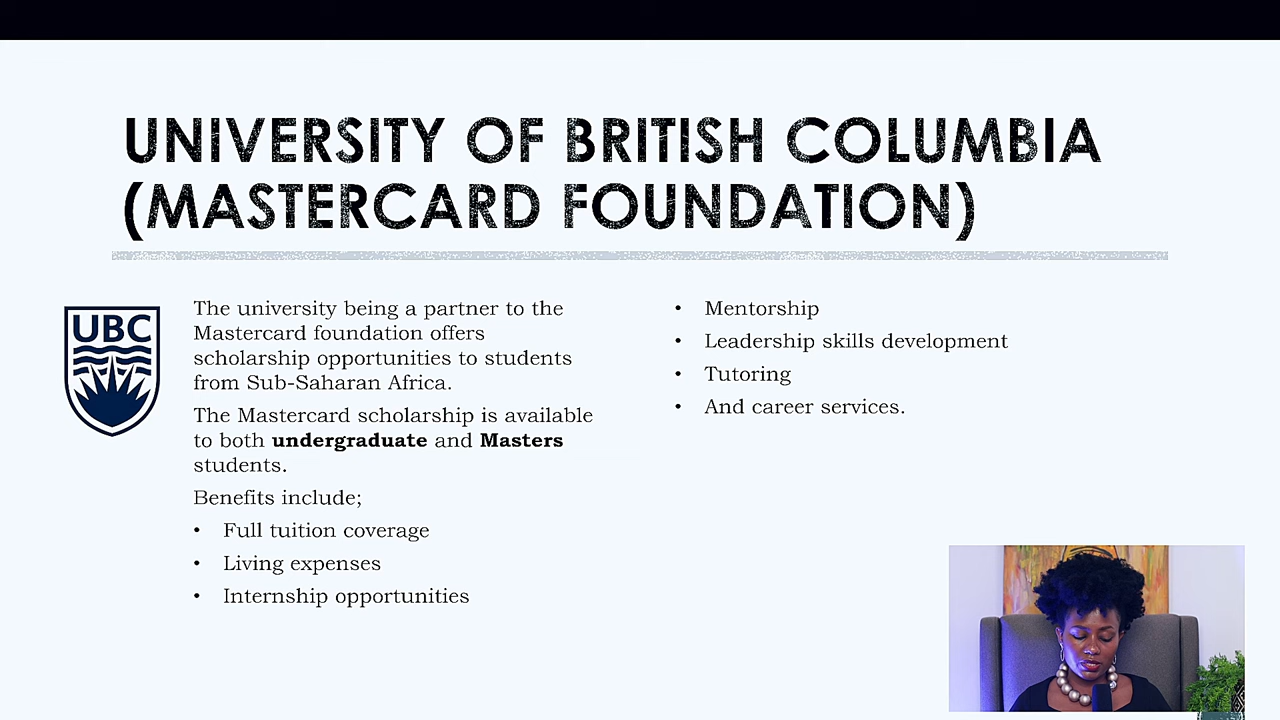 UNIVERSITY OF BRITISH COLUMBIA
(MASTERCARD FOUNDATION)
UBC
The university being a partner to the
Mastercard foundation offers
scholarship opportunities to students
from Sub-Saharan Africa.
The Mastercard scholarship is available
to both undergraduate and Masters
students.
Benefits include;
• Full tuition coverage
• Living expenses
• Internship opportunities
• Mentorship
• Leadership skills development
• Tutoring
• And career services.